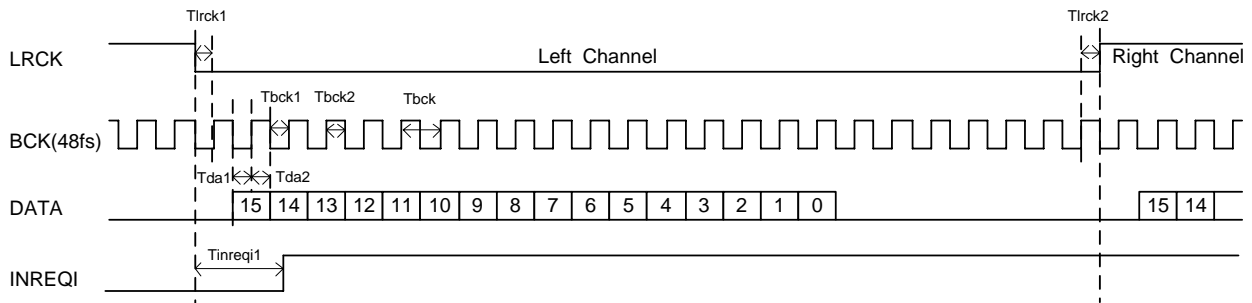 Tlrck1
Tlrck2
LRCK
Left Channel
Right Channel
Tbck1
Tbck2
Tbck
BCK(48fs)
Tda1
Tda2
DATA
15 14 13 12 11 10 9 8 7 6 5 4 3 2 1 0 15 14
Tinreqi1
INREQI